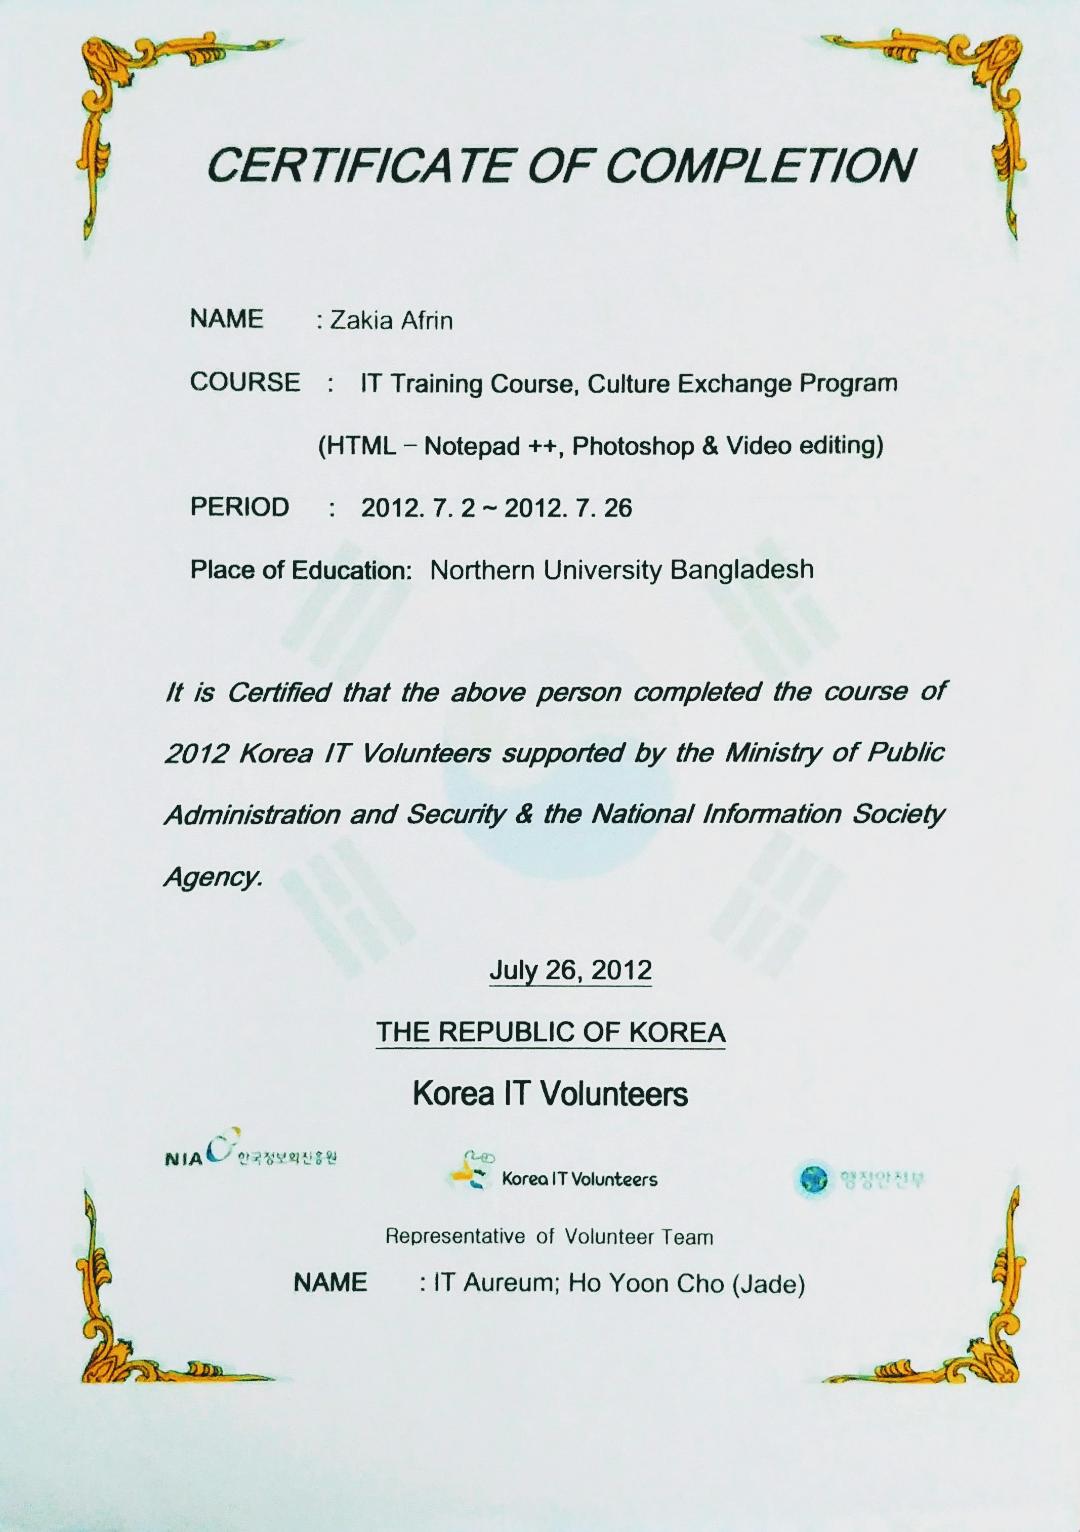 CERTIFICATE OF COMPLETION
NAME : Zakia Afrin
COURSE : IT Training Course, Culture Exchange Program
(HTML – Notepad ++, Photoshop & Video editing)
PERIOD : 2012. 7. 2 ~ 2012. 7. 26
Place of Education: Northern University Bangladesh
It is Certified that the above person completed the course of
2012 Korea IT Volunteers supported by the Ministry of Public
Administration and Security & the National Information Society
Agency.
July 26, 2012
THE REPUBLIC OF KOREA
Korea IT Volunteers
NIA 한국정보화진흥원
Korea IT Volunteers
행정안전부
Representative of Volunteer Team
NAME : IT Aureum; Ho Yoon Cho (Jade)